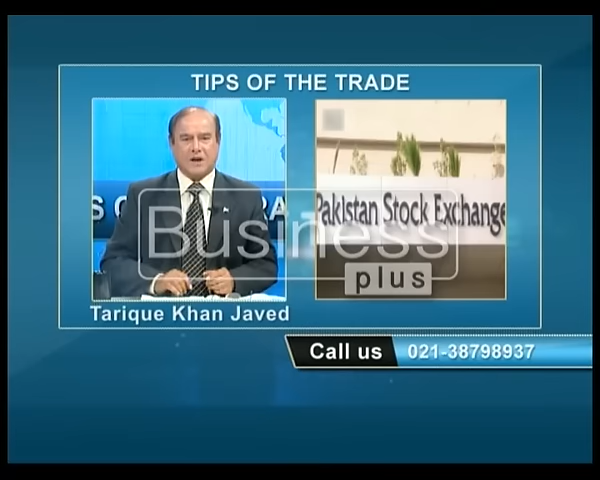 TIPS OF THE TRADE
Pakistan Stock Exchange
Business
plus
Tarique Khan Javed
Call us 021-38798937